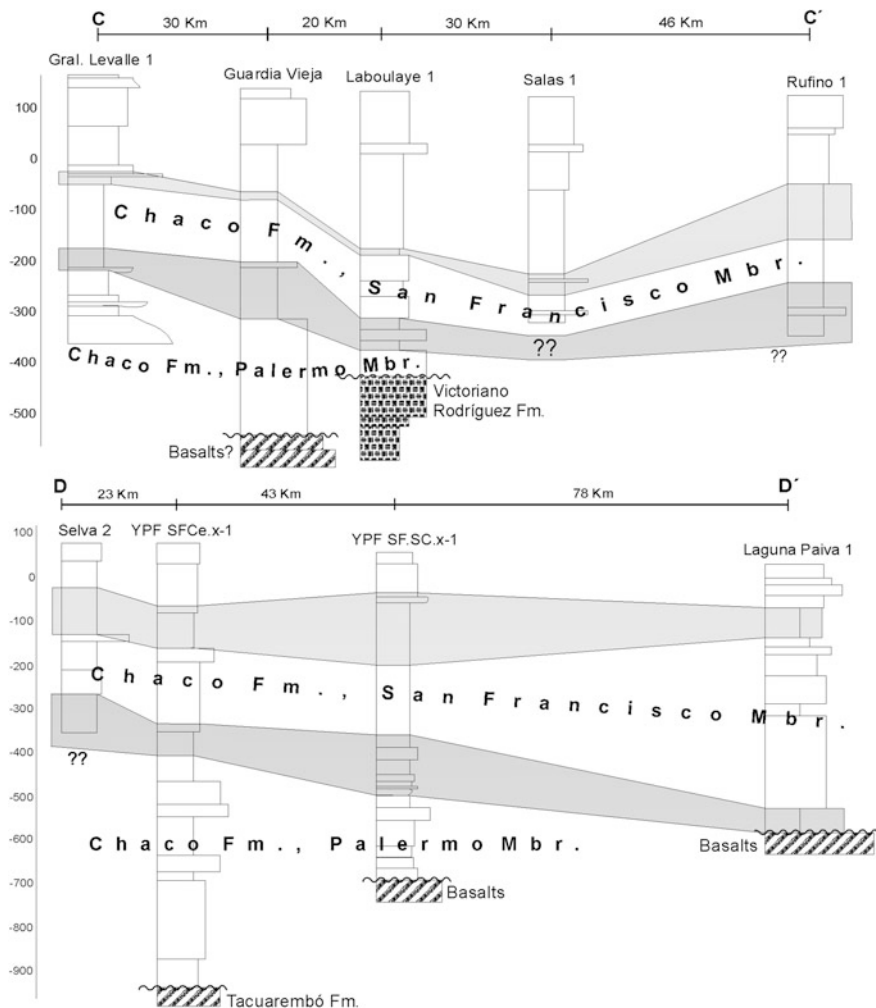 C 30 Km 20 Km 30 Km 46 Km C´
Gral. Levalle 1
Guardia Vieja
Laboulaye 1
Salas 1
Rufino 1
100
0
-100
-200
-300
-400
-500
Chaco Fm., San Francisco Mbr.
??
??
Chaco Fm., Palermo Mbr.
Victoriano
Rodríguez Fm.
Basalts?
D 23 Km 43 Km 78 Km D´
Selva 2
YPF SFCe.x-1
YPF SF.SC.x-1
Laguna Paiva 1
100
0
-100
-200
-300
-400
-500
-600
-700
-800
-900
Chaco Fm., San Francisco Mbr.
??
Chaco Fm., Palermo Mbr.
Basalts
Basalts
Tacuarembó Fm.